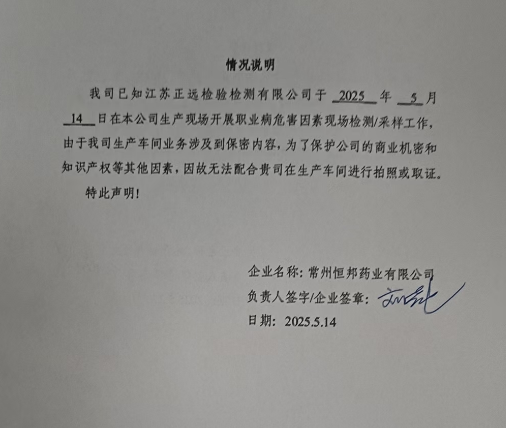 情况说明
我司已知江苏正远检验检测有限公司于 2025 年 5 月
14 日在本公司生产现场开展职业病危害因素现场检测/采样工作,
由于我司生产车间业务涉及到保密内容,为了保护公司的商业机密和
知识产权等其他因素,因故无法配合贵司在生产车间进行拍照或取证。
特此声明!
企业名称:常州恒邦药业有限公司
负责人签字/企业签章:
日期:2025.5.14